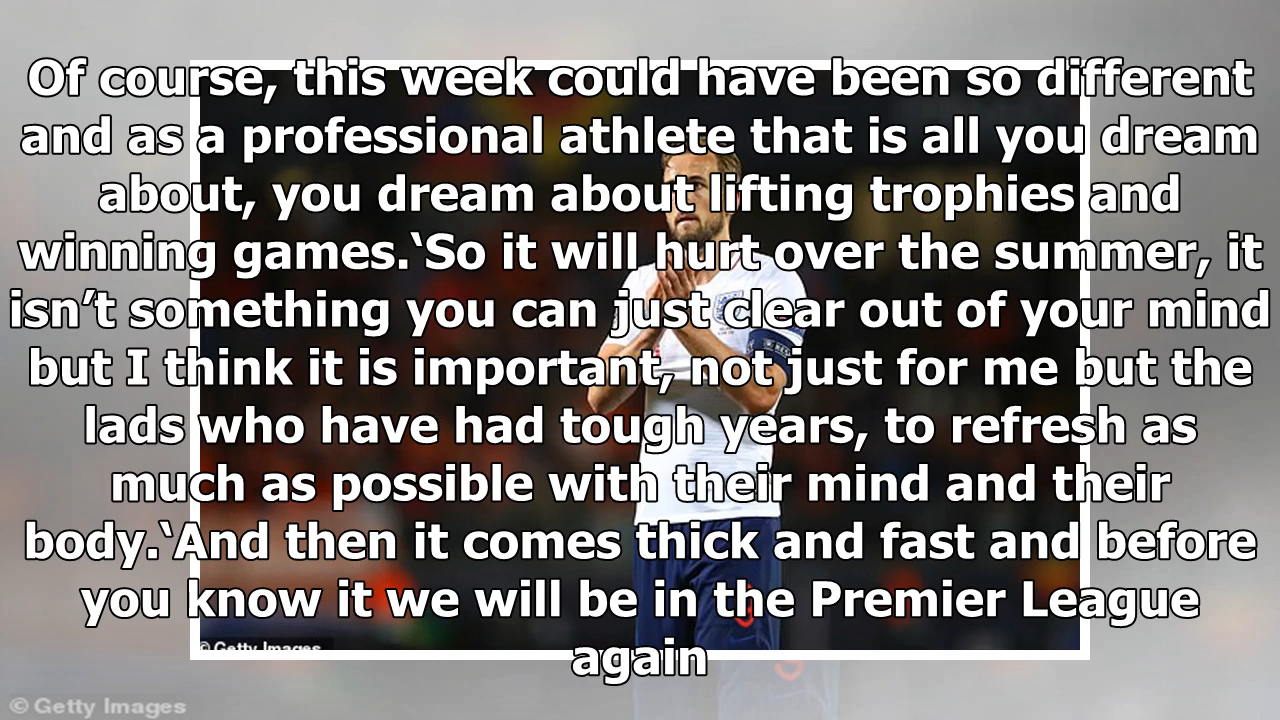 Of course, this week could have been so different
and as a professional athlete that is all you dream
about, you dream about lifting trophies and
winning games.‘So it will hurt over the summer, it
isn’t something you can just clear out of your mind
but I think it is important, not just for me but the
lads who have had tough years, to refresh as
much as possible with their mind and their
body.‘And then it comes thick and fast and before
you know it we will be in the Premier League
again
© Getty Images
© Getty Images